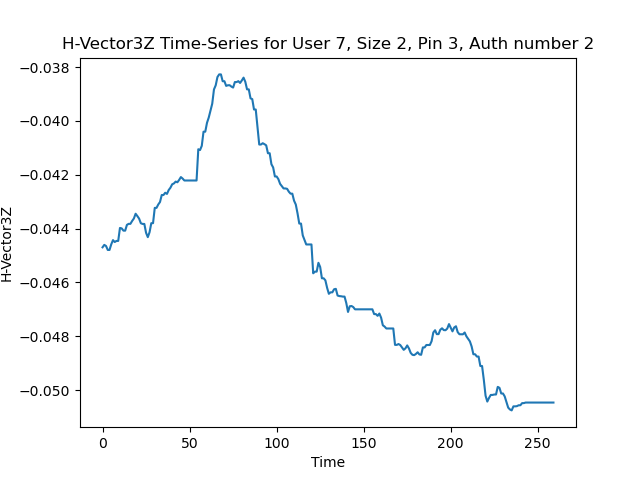 H-Vector3Z Time-Series for User 7, Size 2, Pin 3, Auth number 2
H-Vector3Z
−0.038
−0.040
−0.042
−0.044
−0.046
−0.048
−0.050
0 50 100 150 200 250
Time